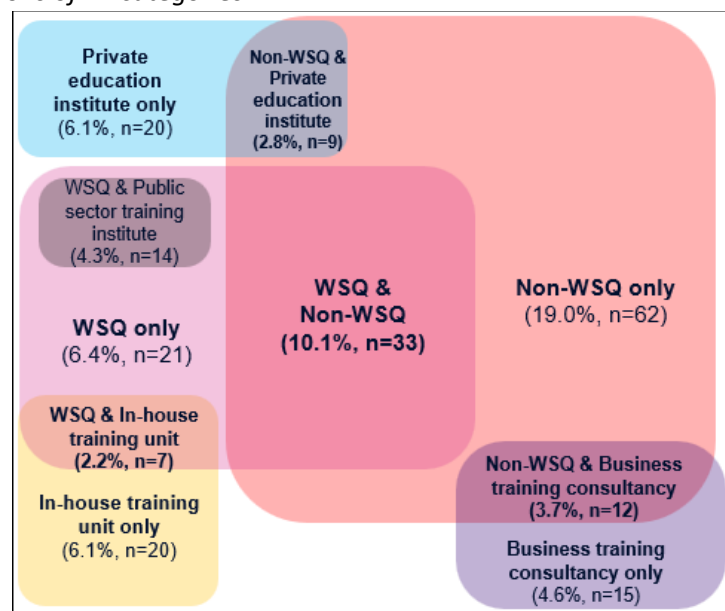 Private
education
institute only
(6.1%, n=20)
Non-WSQ &
Private
education
institute
(2.8%, n=9)
WSQ & Public
sector training
institute
(4.3%, n=14)
WSQ &
Non-WSQ
(10.1%, n=33)
Non-WSQ only
(19.0%, n=62)
WSQ only
(6.4%, n=21)
WSQ & In-house
training unit
(2.2%, n=7)
In-house training
unit only
(6.1%, n=20)
Non-WSQ & Business
training consultancy
(3.7%, n=12)
Business training
consultancy only
(4.6%, n=15)